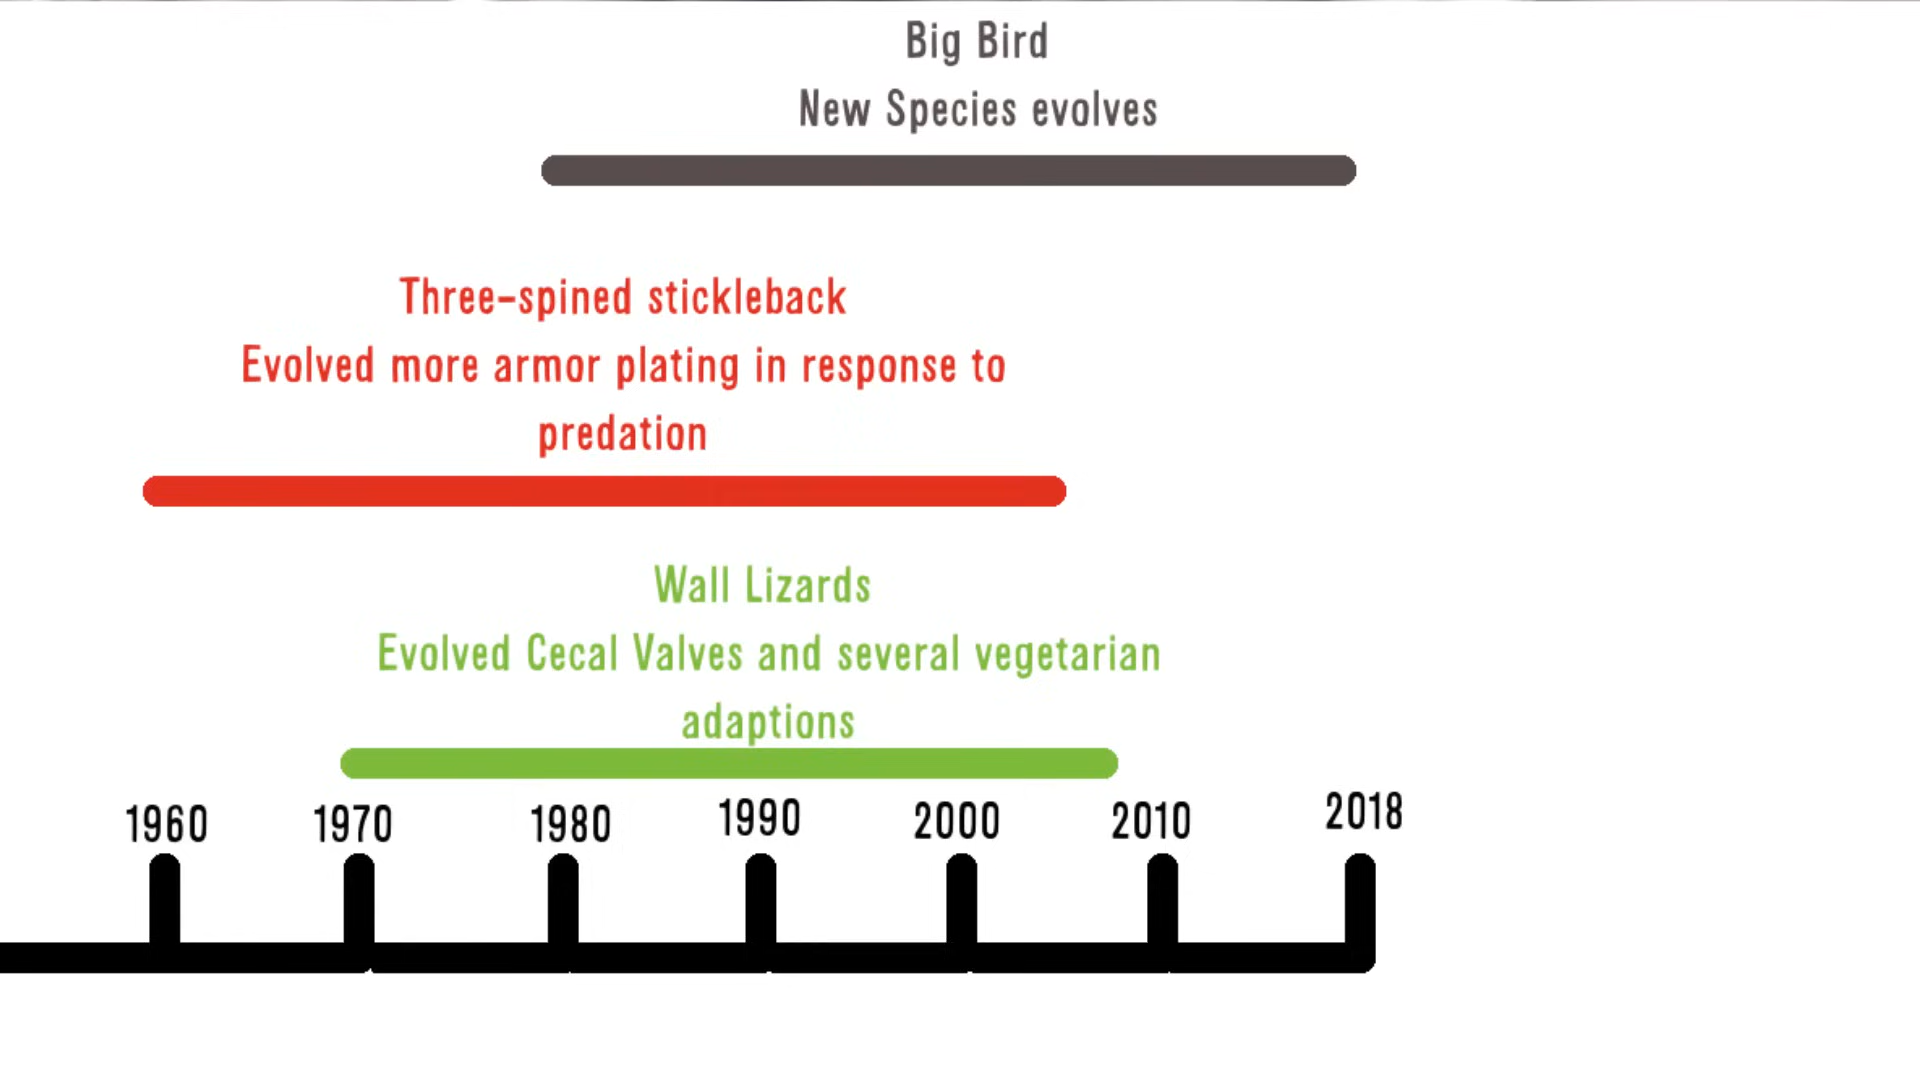 Big Bird
New Species evolves
Three-spined stickleback
Evolved more armor plating in response to
predation
Wall Lizards
Evolved Cecal Valves and several vegetarian
adaptions
1960 1970 1980 1990 2000 2010 2018